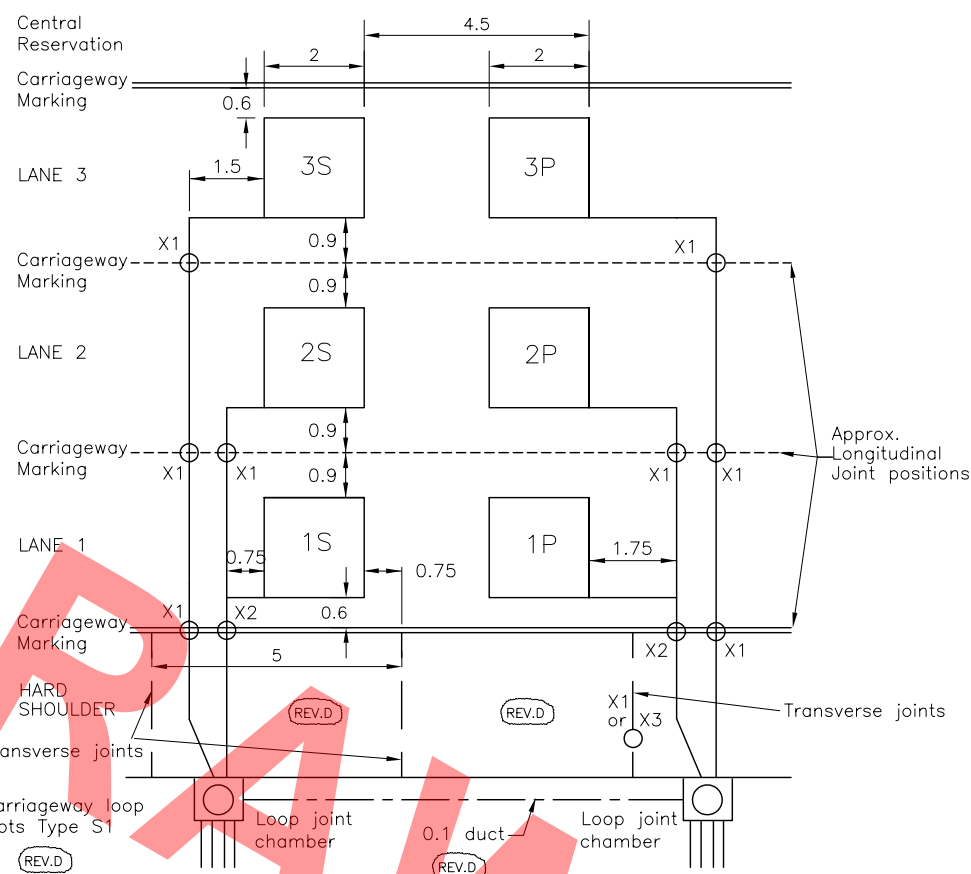 Central
Reservation
4.5
2
2
Carriageway
Marking
0.6
LANE 3
1.5
3S
3P
X1
0.9
X1
Carriageway
Marking
0.9
LANE 2
2S
2P
Carriageway
Marking
0.9
Approx.
Longitudinal
Joint positions
X1
X1
X1
X1
0.9
LANE 1
1S
1P
0.75
0.75
1.75
X1
X2
0.6
Carriageway
Marking
X2
X1
5
HARD
SHOULDER
REV.D
REV.D
X1
or X3
Transverse joints
ansverse joints
arriageway loop
ots Type S1
REV.D
Loop joint
chamber
0.1 duct
REV.D
Loop joint
chamber